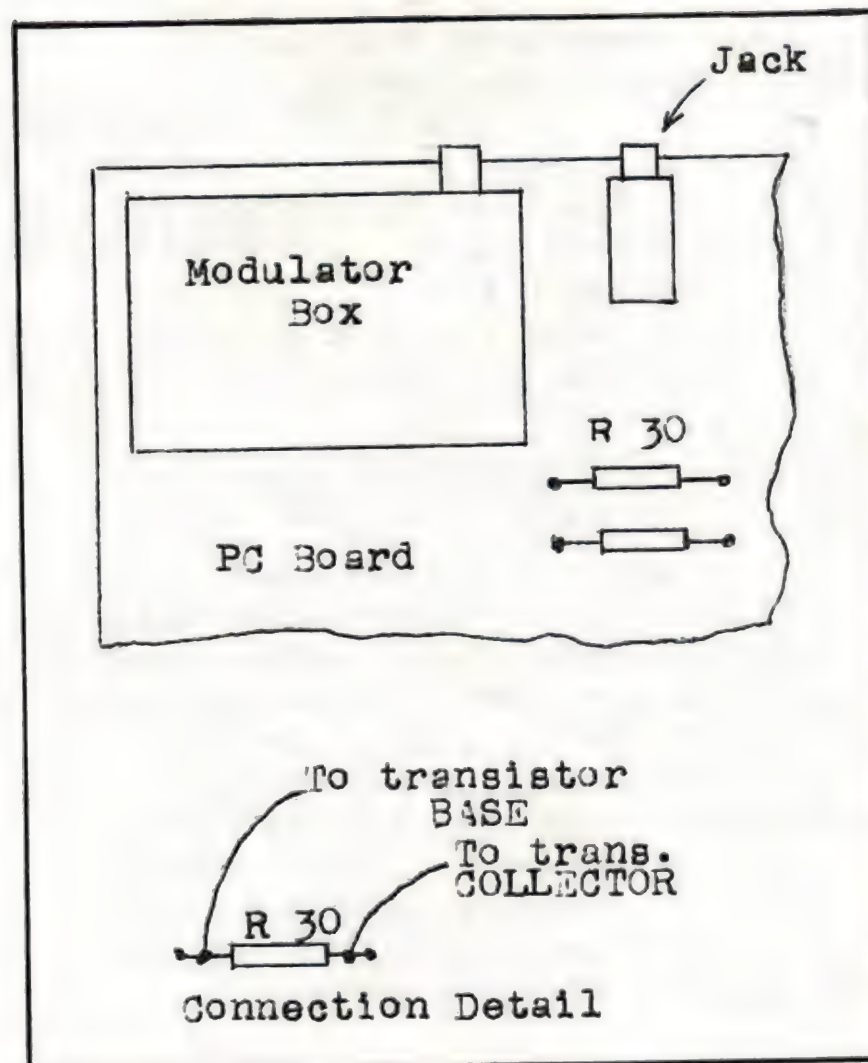 Jack
Modulator
Box
R 30
PC Board
To transistor
BASE
To trans.
COLLECTOR
R 30
Connection Detail